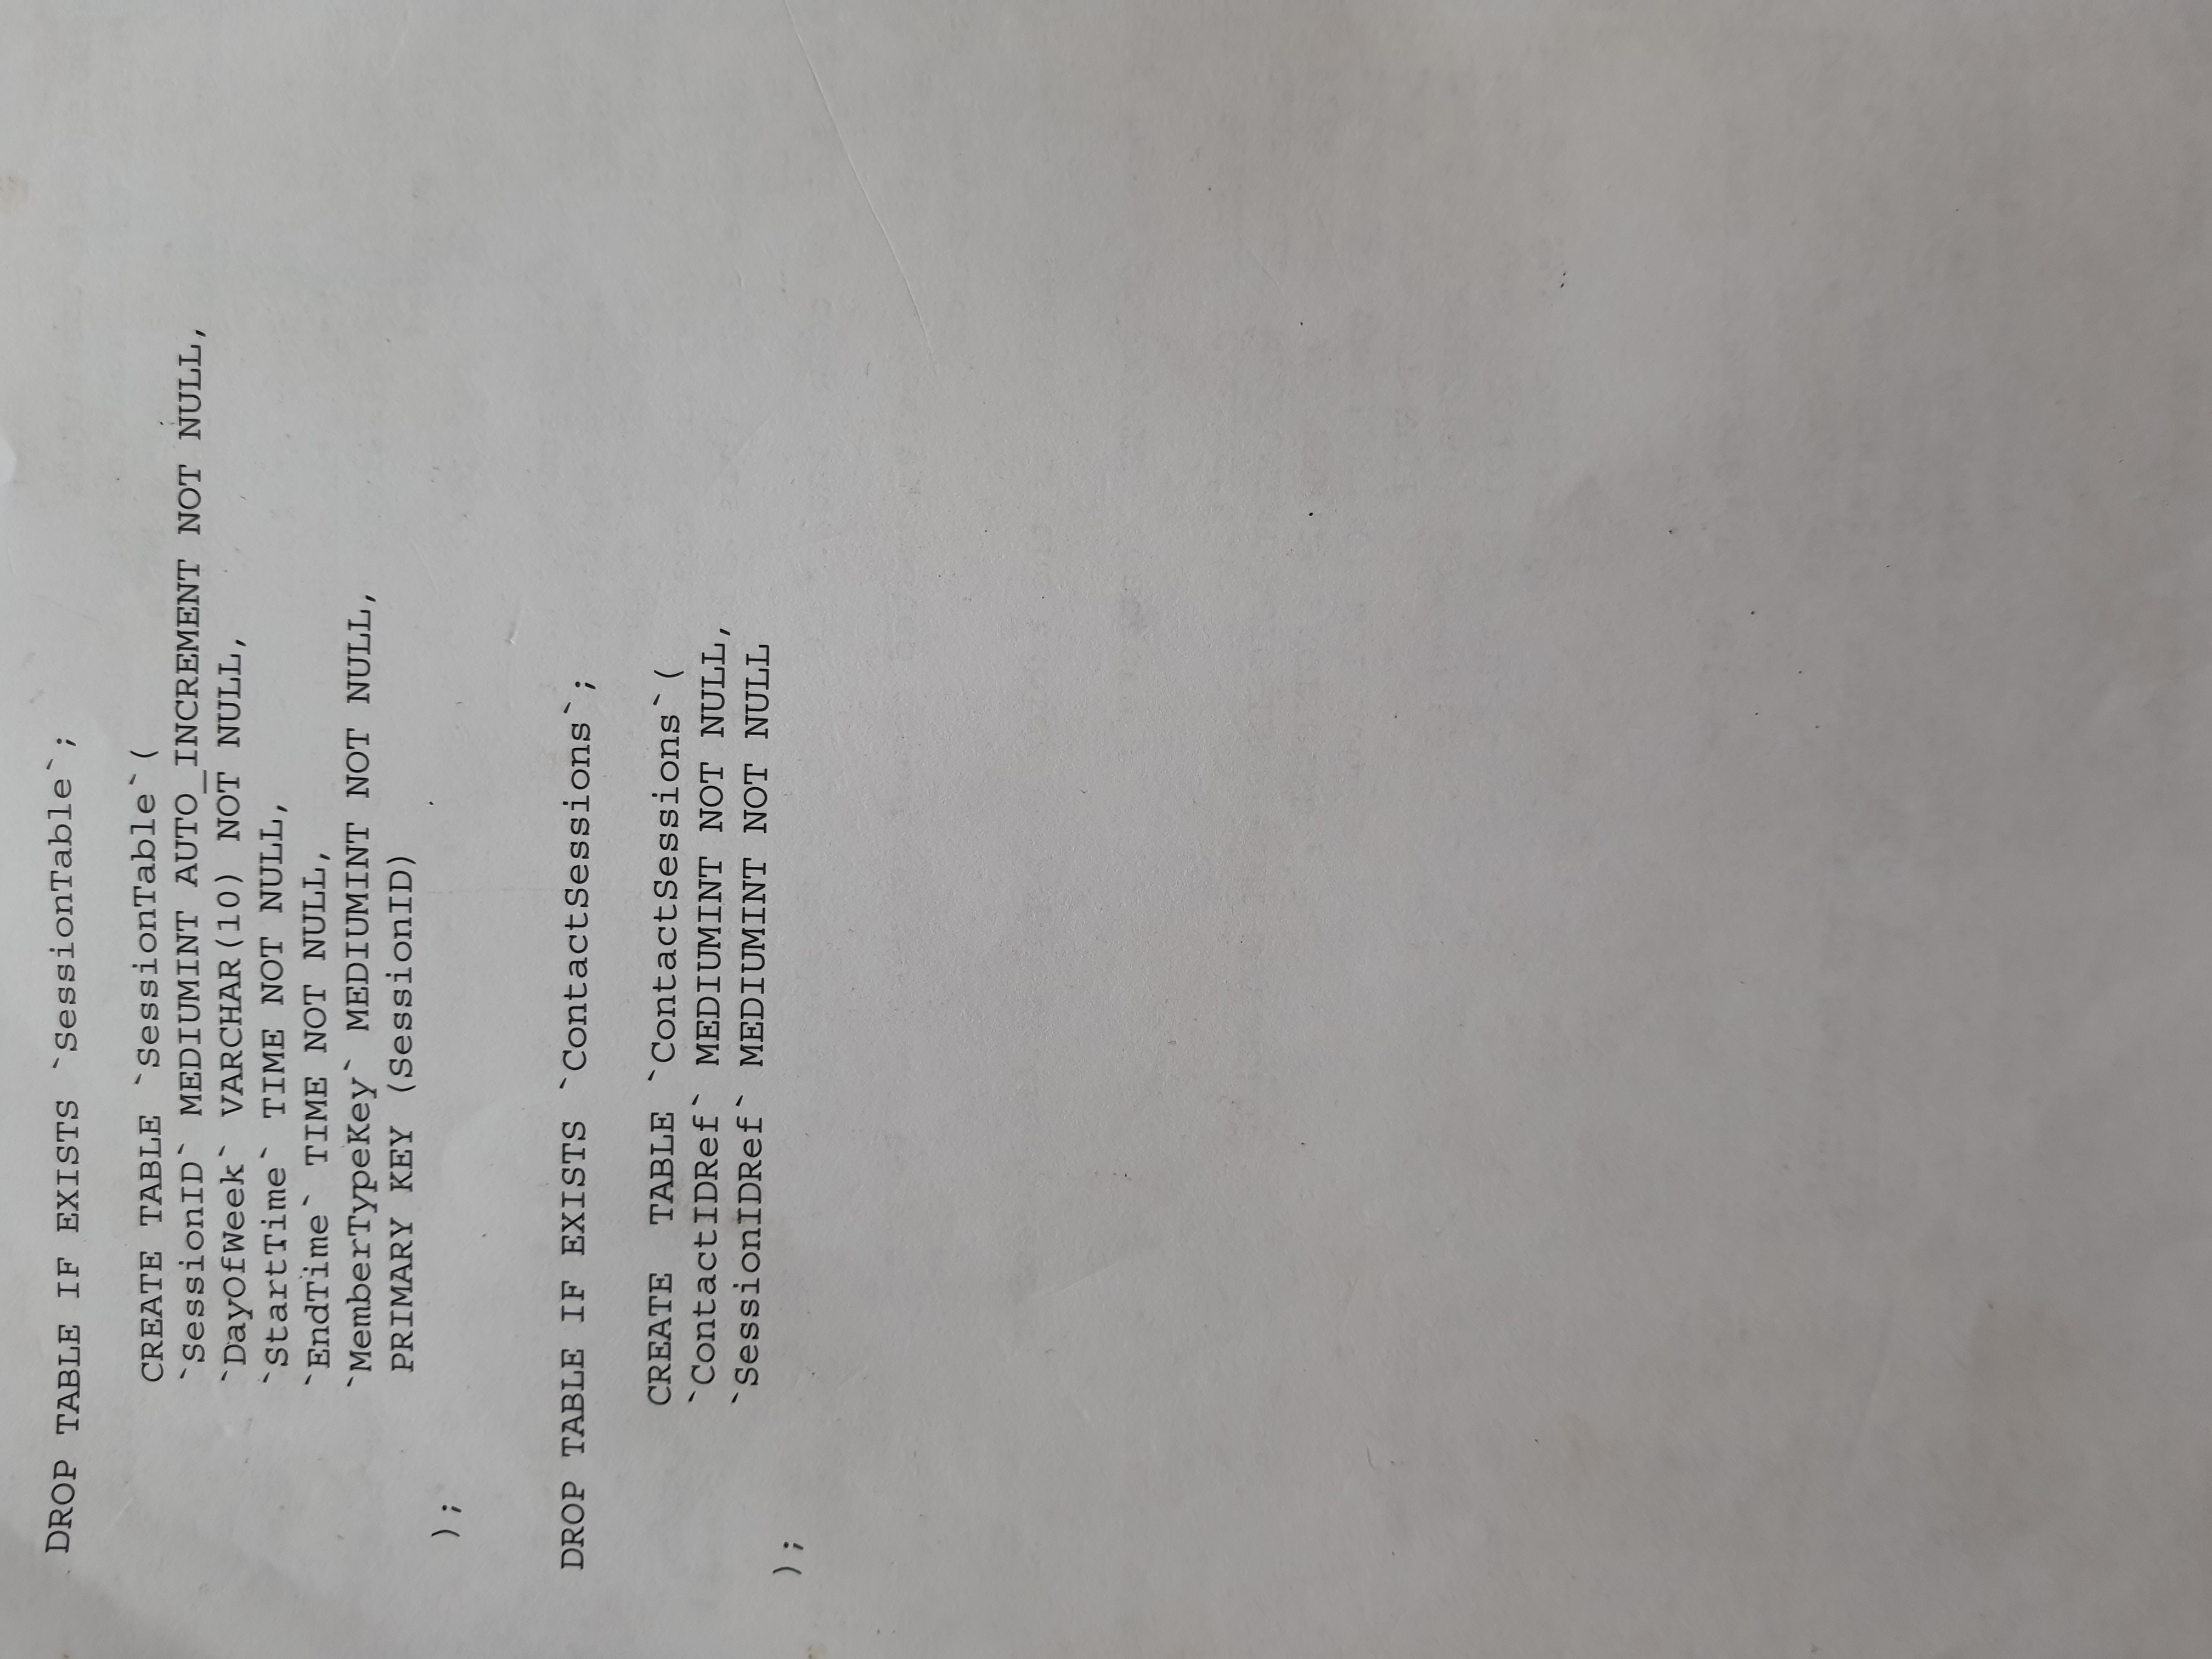 DROP TABLE IF EXISTS `SessionTable`;
CREATE TABLE `SessionTable`(
`SessionID` MEDIUMINT AUTO_INCREMENT NOT NULL,
`DayOfWeek` VARCHAR(10) NOT NULL,
`StartTime` TIME NOT NULL,
`EndTime` TIME NOT NULL,
`MemberTypeKey` MEDIUMINT NOT NULL,
PRIMARY KEY (SessionID)
);
DROP TABLE IF EXISTS `ContactSessions`;
CREATE  TABLE `ContactSessions`(
`ContactIDRef` MEDIUMINT NOT NULL,
`SessionIDRef` MEDIUMINT NOT NULL
);